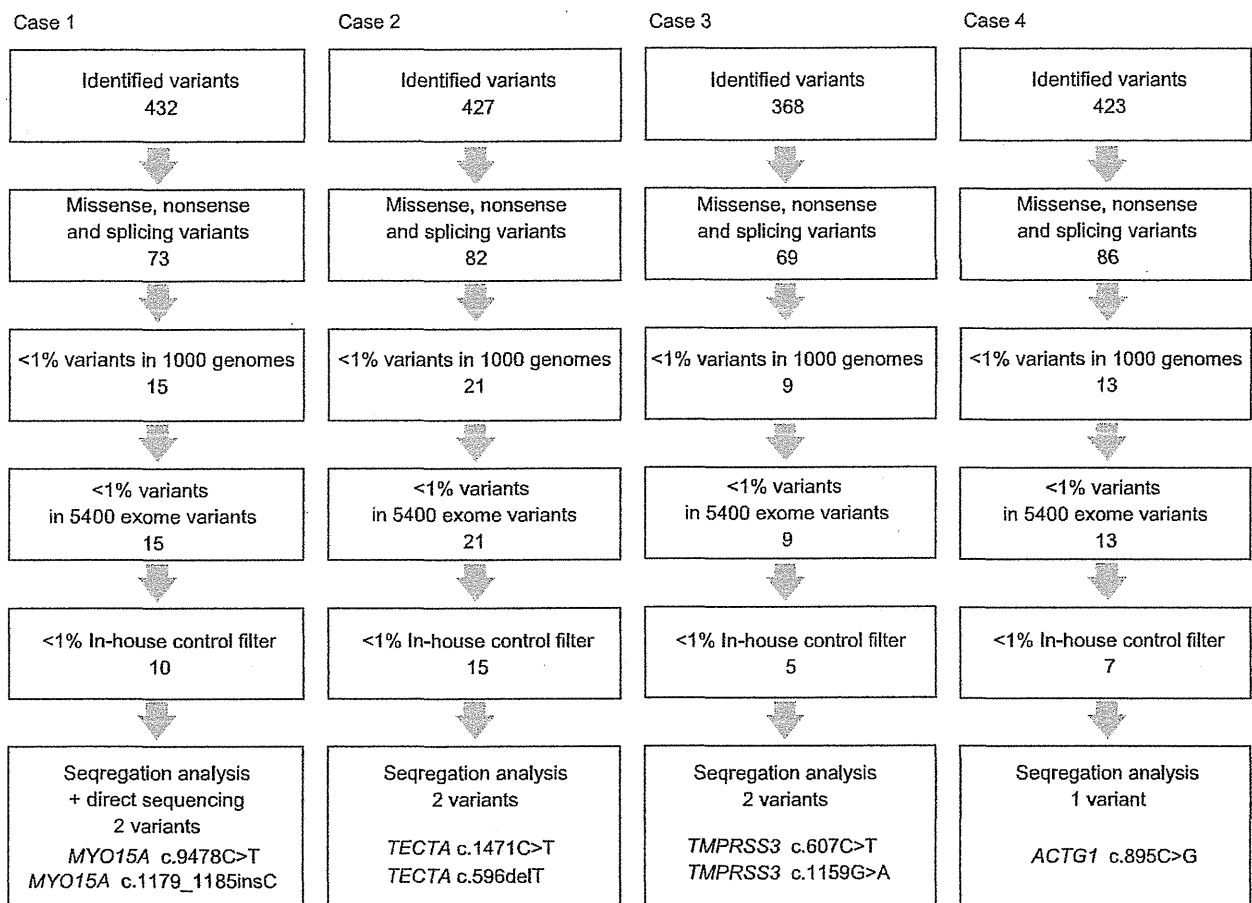 Case 1
Identified variants
432
Missense, nonsense
and splicing variants
73
<1% variants in 1000 genomes
15
<1% variants
in 5400 exome variants
15
<1% In-house control filter
10
Seqregation analysis
+ direct sequencing
2 variants
MYO15A c.9478C>T
MYO15A c.1179_1185insC
Case 2
Identified variants
427
Missense, nonsense
and splicing variants
82
<1% variants in 1000 genomes
21
<1% variants
in 5400 exome variants
21
<1% In-house control filter
15
Seqregation analysis
2 variants
TECTA c.1471C>T
TECTA c.596delT
Case 3
Identified variants
368
Missense, nonsense
and splicing variants
69
<1% variants in 1000 genomes
9
<1% variants
in 5400 exome variants
9
<1% In-house control filter
5
Seqregation analysis
2 variants
TMPRSS3 c.607C>T
TMPRSS3 c.1159G>A
Case 4
Identified variants
423
Missense, nonsense
and splicing variants
86
<1% variants in 1000 genomes
13
<1% variants
in 5400 exome variants
13
<1% In-house control filter
7
Seqregation analysis
1 variant
ACTG1 c.895C>G